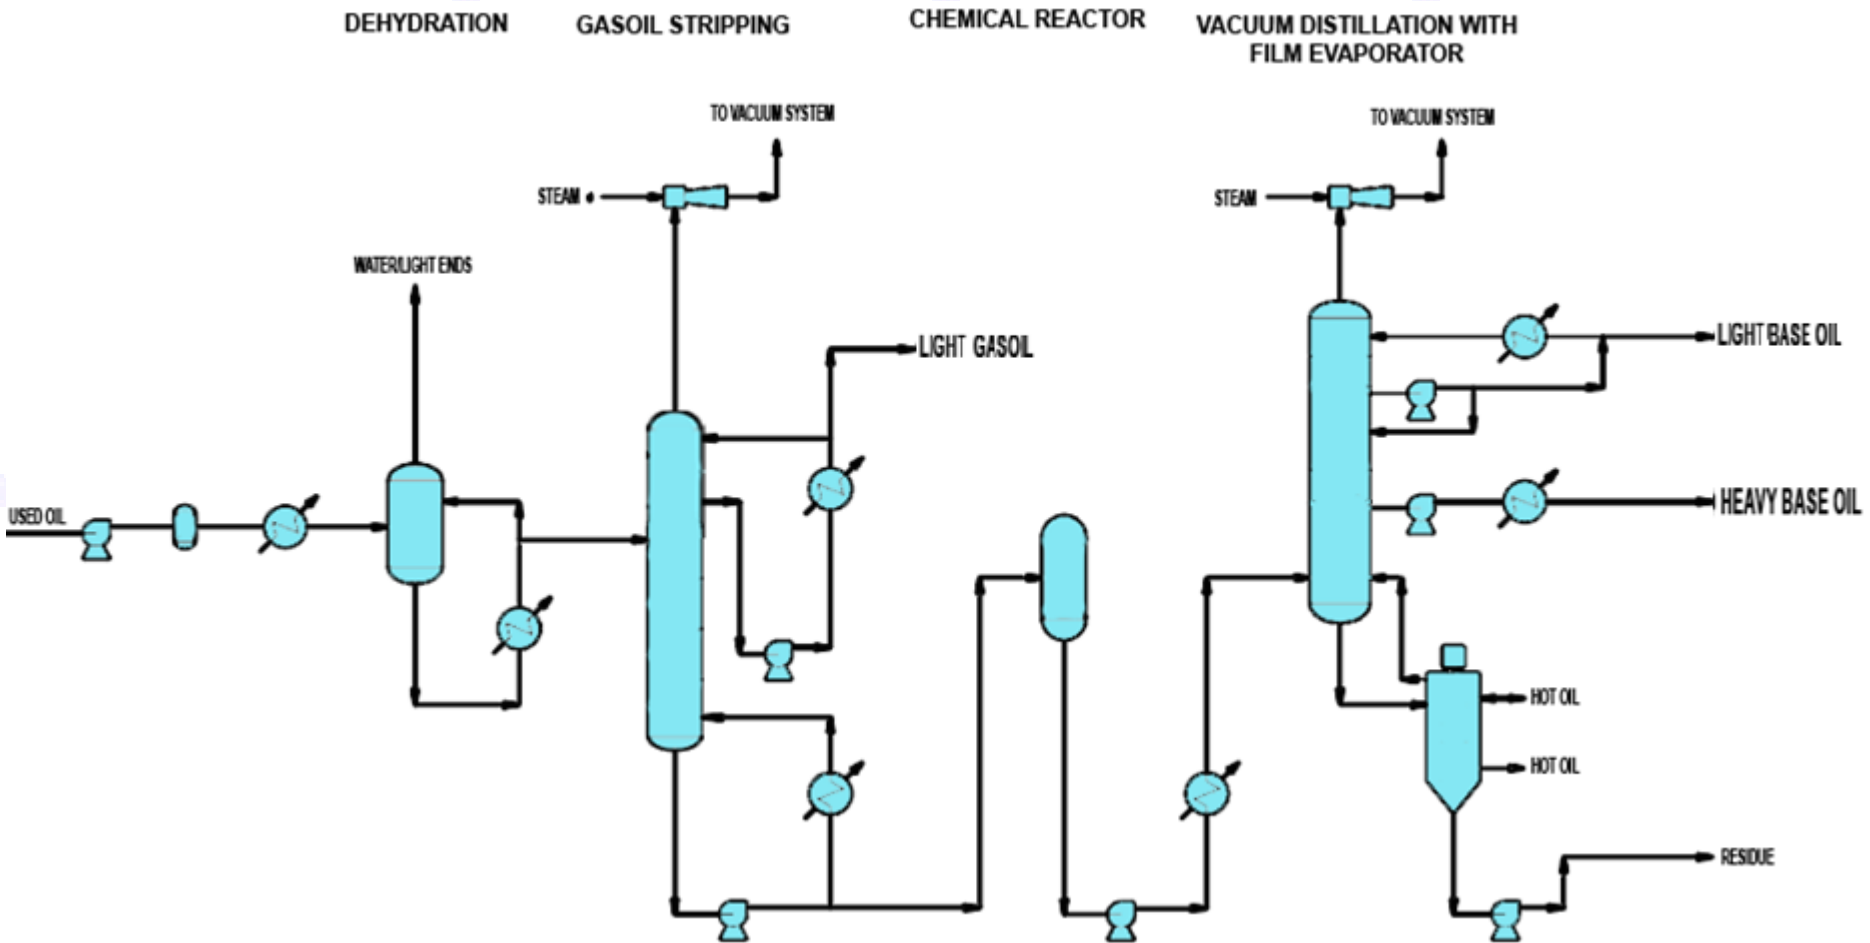 DEHYDRATION
GASOIL STRIPPING
CHEMICAL REACTOR
VACUUM DISTILLATION WITH
FILM EVAPORATOR
TO VACUUM SYSTEM
TO VACUUM SYSTEM
STEAM
STEAM
WATER/LIGHT ENDS
LIGHT GASOIL
LIGHT BASE OIL
USED OIL
HEAVY BASE OIL
HOT OIL
HOT OIL
RESIDUE